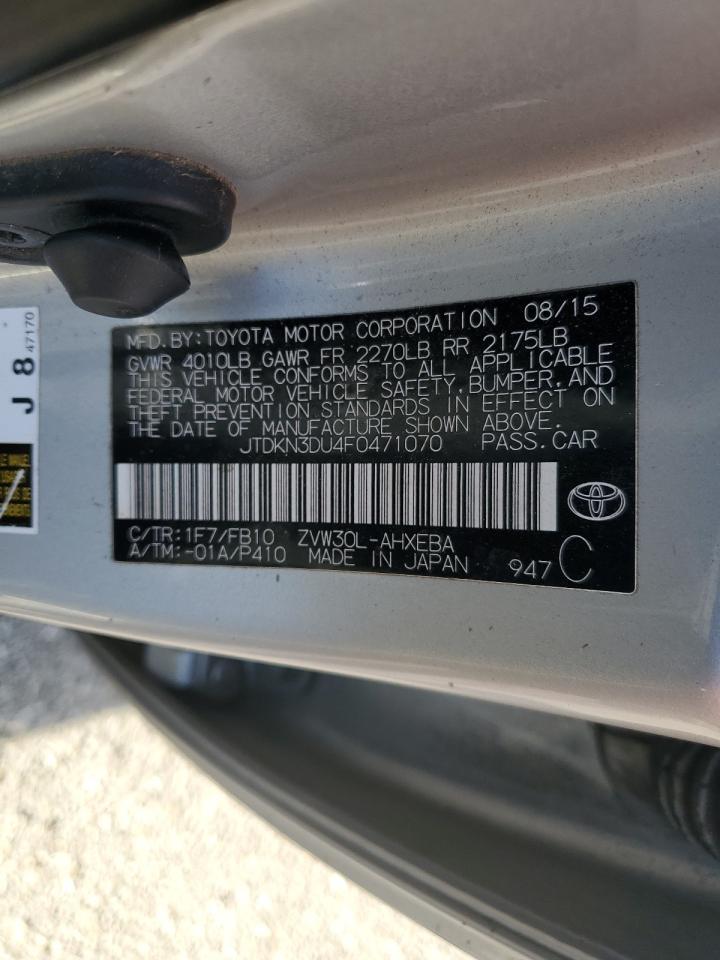 MFD.BY:TOYOTA MOTOR CORPORATION 08/15
GVWR 4010LB GAWR FR 2270LB RR 2175LB
THIS VEHICLE CONFORMS TO ALL APPLICABLE
FEDERAL MOTOR VEHICLE SAFETY,BUMPER,AND
THEFT PREVENTION STANDARDS IN EFFECT ON
THE DATE OF MANUFACTURE SHOWN ABOVE.
JTDKN3DU4F0471070 PASS.CAR
C/TR:1F7/FB10 ZVW30L-AHXEBA
A/TM:-01A/P410 MADE IN JAPAN 947 C
J 8
47170